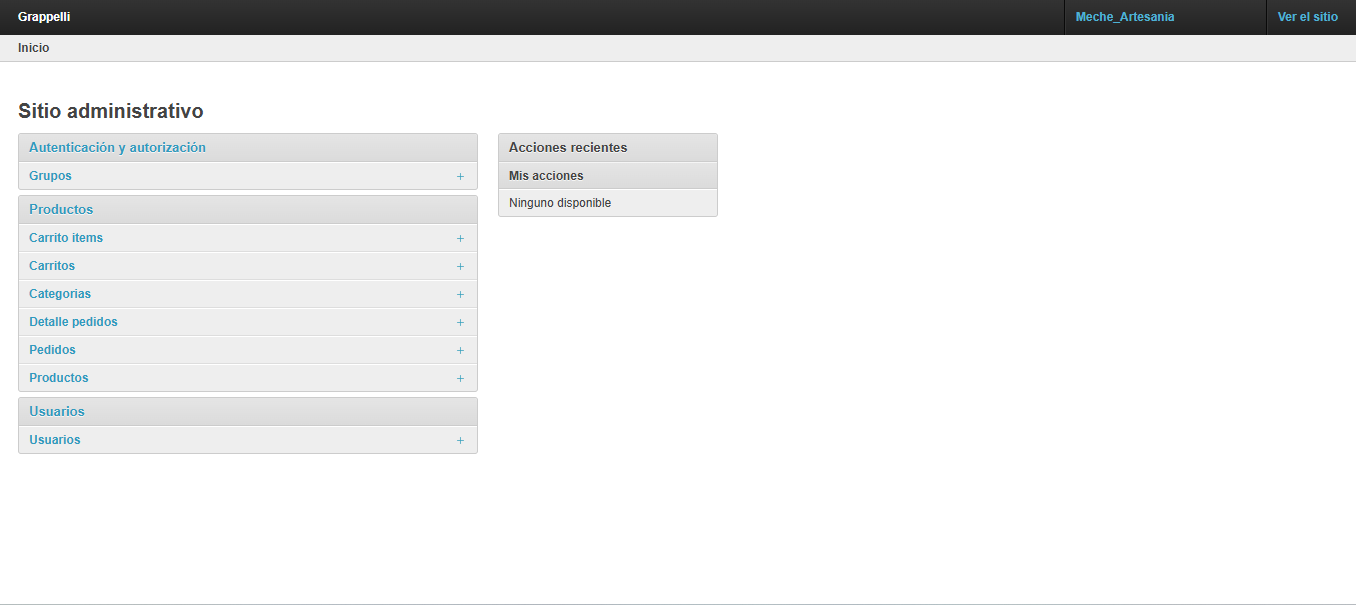 Grappelli
Meche_Artesania
Ver el sitio
Inicio
Sitio administrativo
Autenticación y autorización
Grupos +
Productos
Carrito items +
Carritos +
Categorias +
Detalle pedidos +
Pedidos +
Productos +
Usuarios
Usuarios +
Acciones recientes
Mis acciones
Ninguno disponible